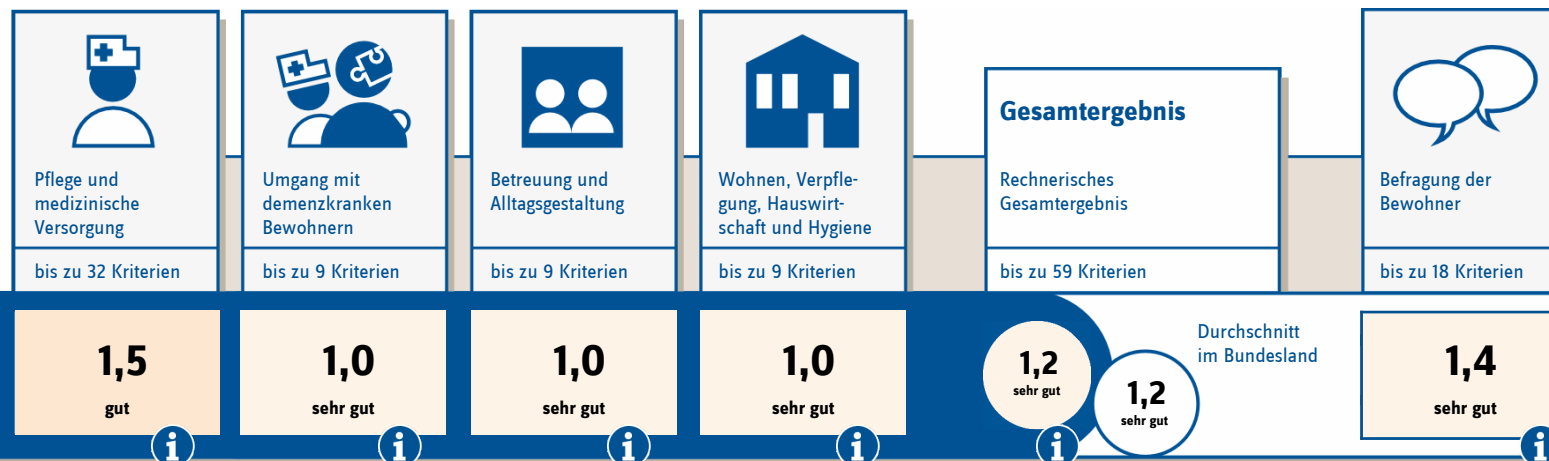 Pflege und
medizinische
Versorgung
bis zu 32 Kriterien
1,5
gut
Umgang mit
demenzkranken
Bewohnern
bis zu 9 Kriterien
1,0
sehr gut
Betreuung und
Alltagsgestaltung
bis zu 9 Kriterien
1,0
sehr gut
Wohnen, Verpfle-
gung, Hauswirt-
schaft und Hygiene
bis zu 9 Kriterien
1,0
sehr gut
Gesamtergebnis
Rechnerisches
Gesamtergebnis
bis zu 59 Kriterien
1,2
sehr gut
Durchschnitt
im Bundesland
1,2
sehr gut
Befragung der
Bewohner
bis zu 18 Kriterien
1,4
sehr gut
i
i
i
i
i
i